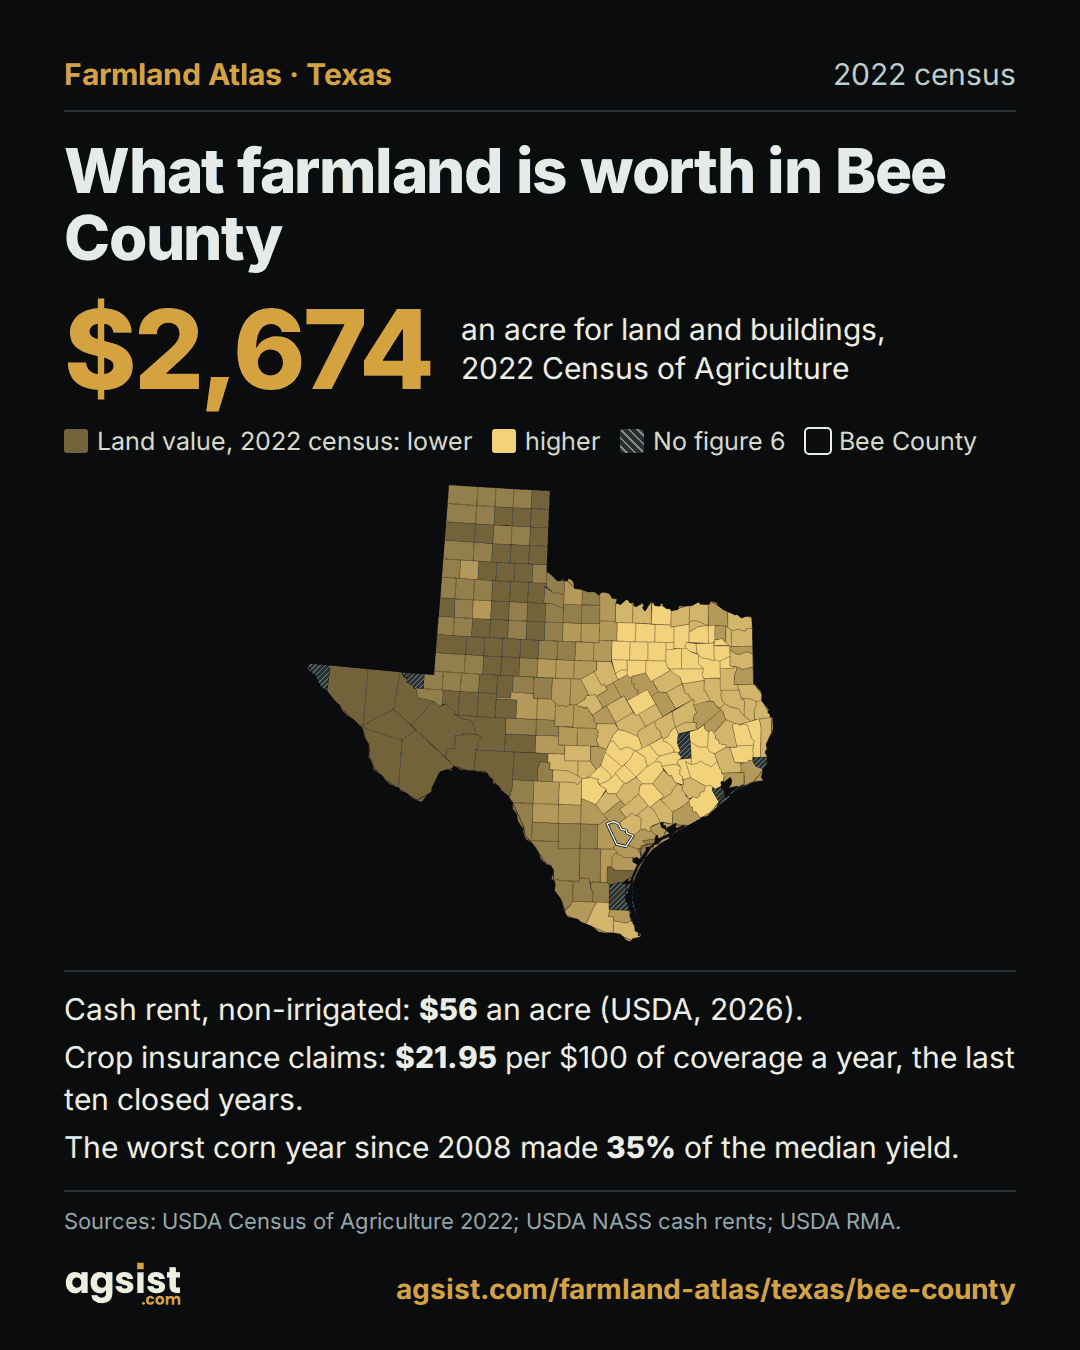 Farmland Atlas · Texas
2022 census
What farmland is worth in Bee
County
$2,674
an acre for land and buildings,
2022 Census of Agriculture
Land value, 2022 census: lower
higher
No figure 6
Bee County
Cash rent, non-irrigated: $56 an acre (USDA, 2026).
Crop insurance claims: $21.95 per $100 of coverage a year, the last
ten closed years.
The worst corn year since 2008 made 35% of the median yield.
Sources: USDA Census of Agriculture 2022; USDA NASS cash rents; USDA RMA.
agsist
.com
agsist.com/farmland-atlas/texas/bee-county